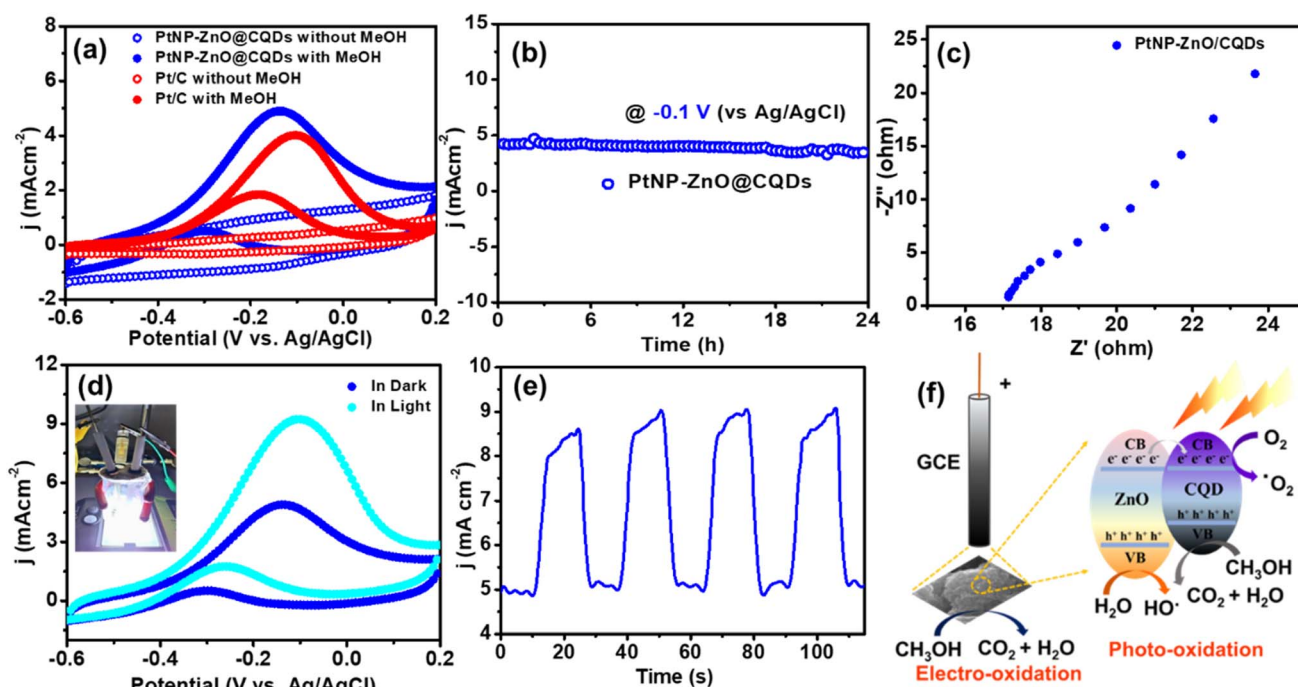 (a)
PtNP-ZnO@CQDs without MeOH
PtNP-ZnO@CQDs with MeOH
Pt/C without MeOH
Pt/C with MeOH
j (mAcm⁻²)
8
6
4
2
0
-2
-0.6
-0.4
-0.2
0.0
0.2
Potential (V vs. Ag/AgCl)
(b)
@ -0.1 V (vs Ag/AgCl)
PtNP-ZnO@CQDs
j (mAcm⁻²)
15
10
5
0
-5
-10
0
6
12
18
24
Time (h)
(c)
PtNP-ZnO/CQDs
-Z'' (ohm)
25
20
15
10
5
0
16
18
20
22
24
Z' (ohm)
(d)
In Dark
In Light
j (mAcm⁻²)
12
9
6
3
0
-0.6
-0.4
-0.2
0.0
0.2
Potential (V vs. Ag/AgCl)
(e)
j (mA cm⁻²)
10
9
8
7
6
5
4
0
20
40
60
80
100
Time (s)
(f)
+
GCE
CH₃OH
CO₂ + H₂O
Electro-oxidation
CB
e⁻ e⁻ e⁻ e⁻
ZnO
h⁺ h⁺ h⁺ h⁺
VB
CB
e⁻ e⁻ e⁻ e⁻
CQD
h⁺ h⁺ h⁺ h⁺
VB
O₂
•O₂
CH₃OH
CO₂ + H₂O
H₂O
HO•
Photo-oxidation